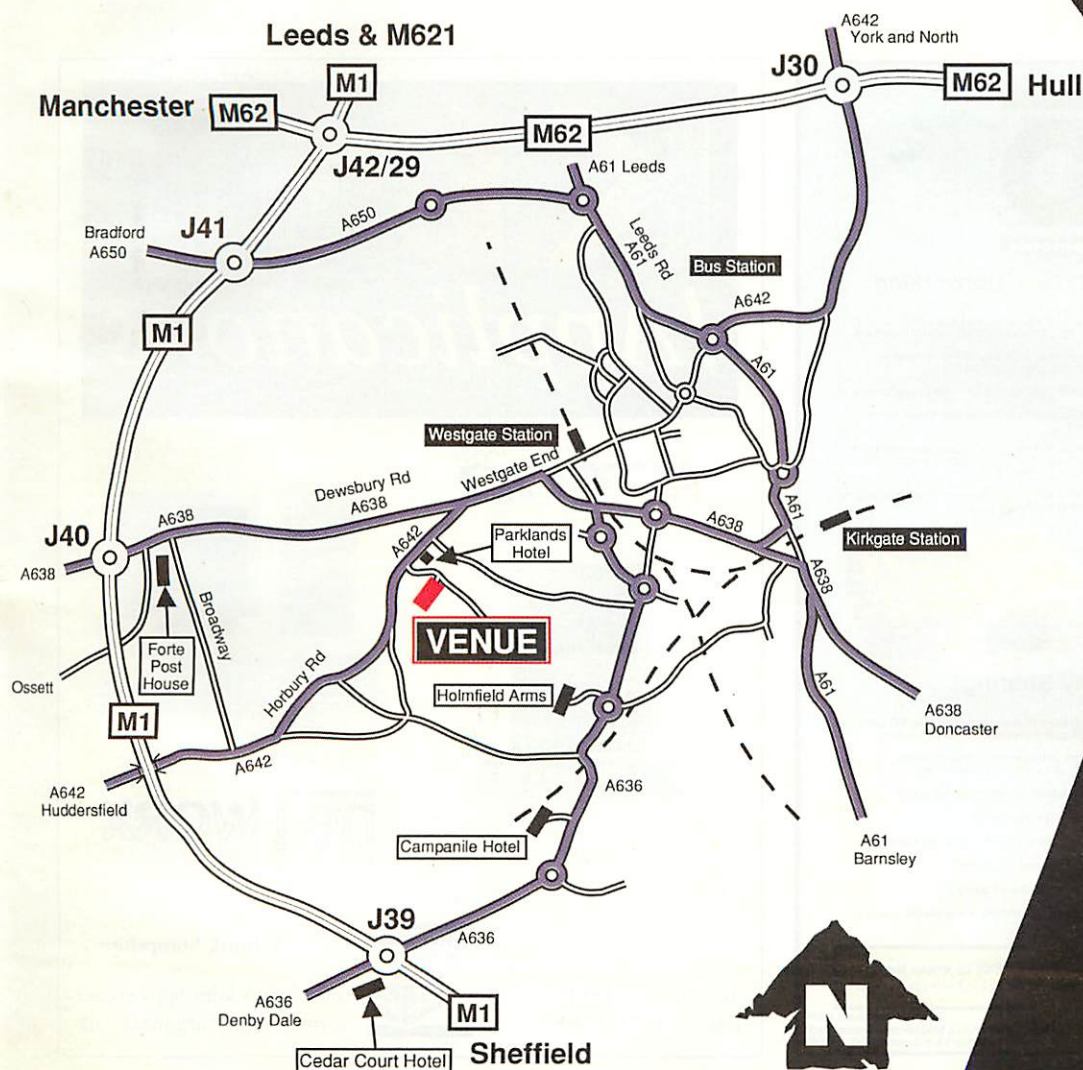 Leeds & M621
M1
Manchester
M62
M62
J42/29
A642
York and North
J30
M62
Hull
A61 Leeds
Bradford
A650
J41
A650
Leeds Rd
A61
Bus Station
A642
M1
A61
Westgate Station
Westgate End
Dewsbury Rd
A638
A638
J40
A638
A642
Parklands
Hotel
A638
A61
Kirkgate Station
A638
Broadway
Forte
Post
House
Ossett
VENUE
Horbury Rd
Holmfield Arms
A61
A638
Doncaster
M1
A642
A642
Huddersfield
A636
Campanile Hotel
A61
Barnsley
J39
A636
A636
Denby Dale
M1
Cedar Court Hotel
Sheffield
N